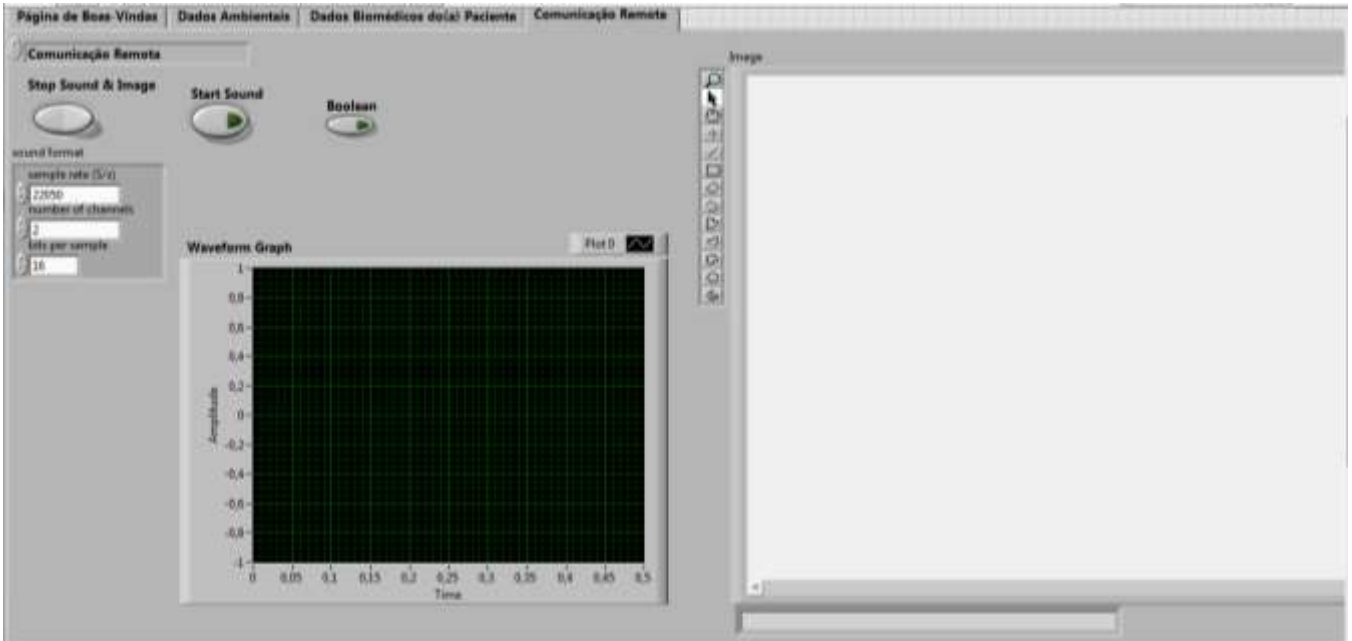 Página de Boas-Vindas
Dados Ambientais
Dados Biomédicos do(a) Paciente
Comunicação Remota
Comunicação Remota
Stop Sound & Image
Start Sound
Boolean
sound format
sample rate (S/s)
22050
number of channels
2
bits per sample
16
Waveform Graph
Plot 0
Amplitude
1
0,8
0,6
0,4
0,2
0
-0,2
-0,4
-0,6
-0,8
-1
0 0,05 0,1 0,15 0,2 0,25 0,3 0,35 0,4 0,45 0,5
Time
Image